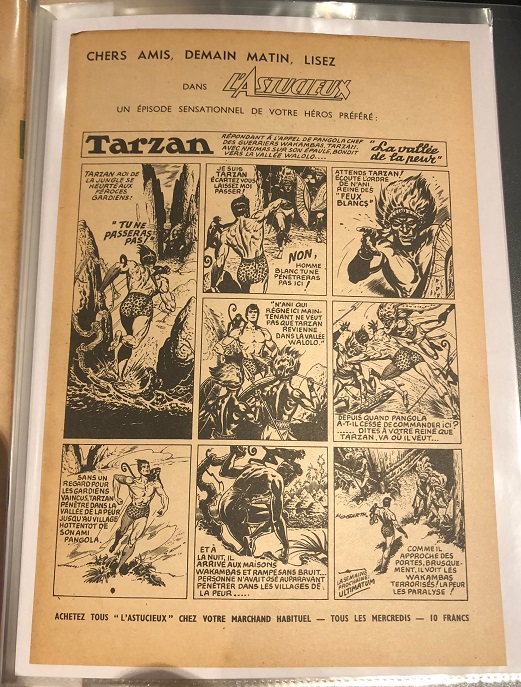 CHERS AMIS, DEMAIN MATIN, LISEZ
DANS L'ASTUCIEUX
UN ÉPISODE SENSATIONNEL DE VOTRE HÉROS PRÉFÉRÉ :
Tarzan
RÉPONDANT À L'APPEL DE PANGOLA CHEF
DES GUERRIERS WAKAMBAS, TARZAN,
AVEC NKIMAS SUR SON ÉPAULE, BONDIT
VERS LA VALLÉE WALOLO....
"La vallée
de la peur"
TARZAN ROI DE
LA JUNGLE SE
HEURTE AUX
FÉROCES
GARDIENS:
"TU NE
PASSERAS
PAS!"
JE SUIS
TARZAN
ÉCARTEZ VOUS
LAISSEZ MOI
PASSER!
NON,
HOMME
BLANC TU NE
PÉNÉTRERAS
PAS ICI!
ATTENDS TARZAN!
ÉCOUTE L'ORDRE
DE N'ANI
REINE DES
"FEUX
BLANCS"
"N'ANI QUI
RÈGNE ICI MAIN-
TENANT NE VEUT
PAS QUE TARZAN
REVIENNE
DANS LA VALLÉE
WALOLO."
DEPUIS QUAND PANGOLA
A-T-IL CESSÉ DE COMMANDER ICI?
...... DITES À VOTRE REINE QUE
TARZAN, VA OÙ IL VEUT...
SANS UN
REGARD POUR
LES GARDIENS
VAINCUS, TARZAN
PÉNÈTRE DANS LA
VALLÉE DE LA PEUR
JUSQU'AU VILLAGE
HOTTENTOT
DE SON
AMI
PANGOLA.
ET À
LA NUIT, IL
ARRIVE AUX MAISONS
WAKAMBAS ET RAMPE SANS BRUIT...
PERSONNE N'AVAIT OSÉ AUPARAVANT
PÉNÉTRER DANS LES VILLAGES DE
LA PEUR.....
HOGARTH
LA SEMAINE
PROCHAINE:
ULTIMATUM
COMME IL
APPROCHE DES
PORTES, BRUSQUE-
MENT, IL VOIT LES
WAKAMBAS
TERRORISÉS! LA PEUR
LES PARALYSE!
ACHETEZ TOUS "L'ASTUCIEUX" CHEZ VOTRE MARCHAND HABITUEL — TOUS LES MERCREDIS — 10 FRANCS